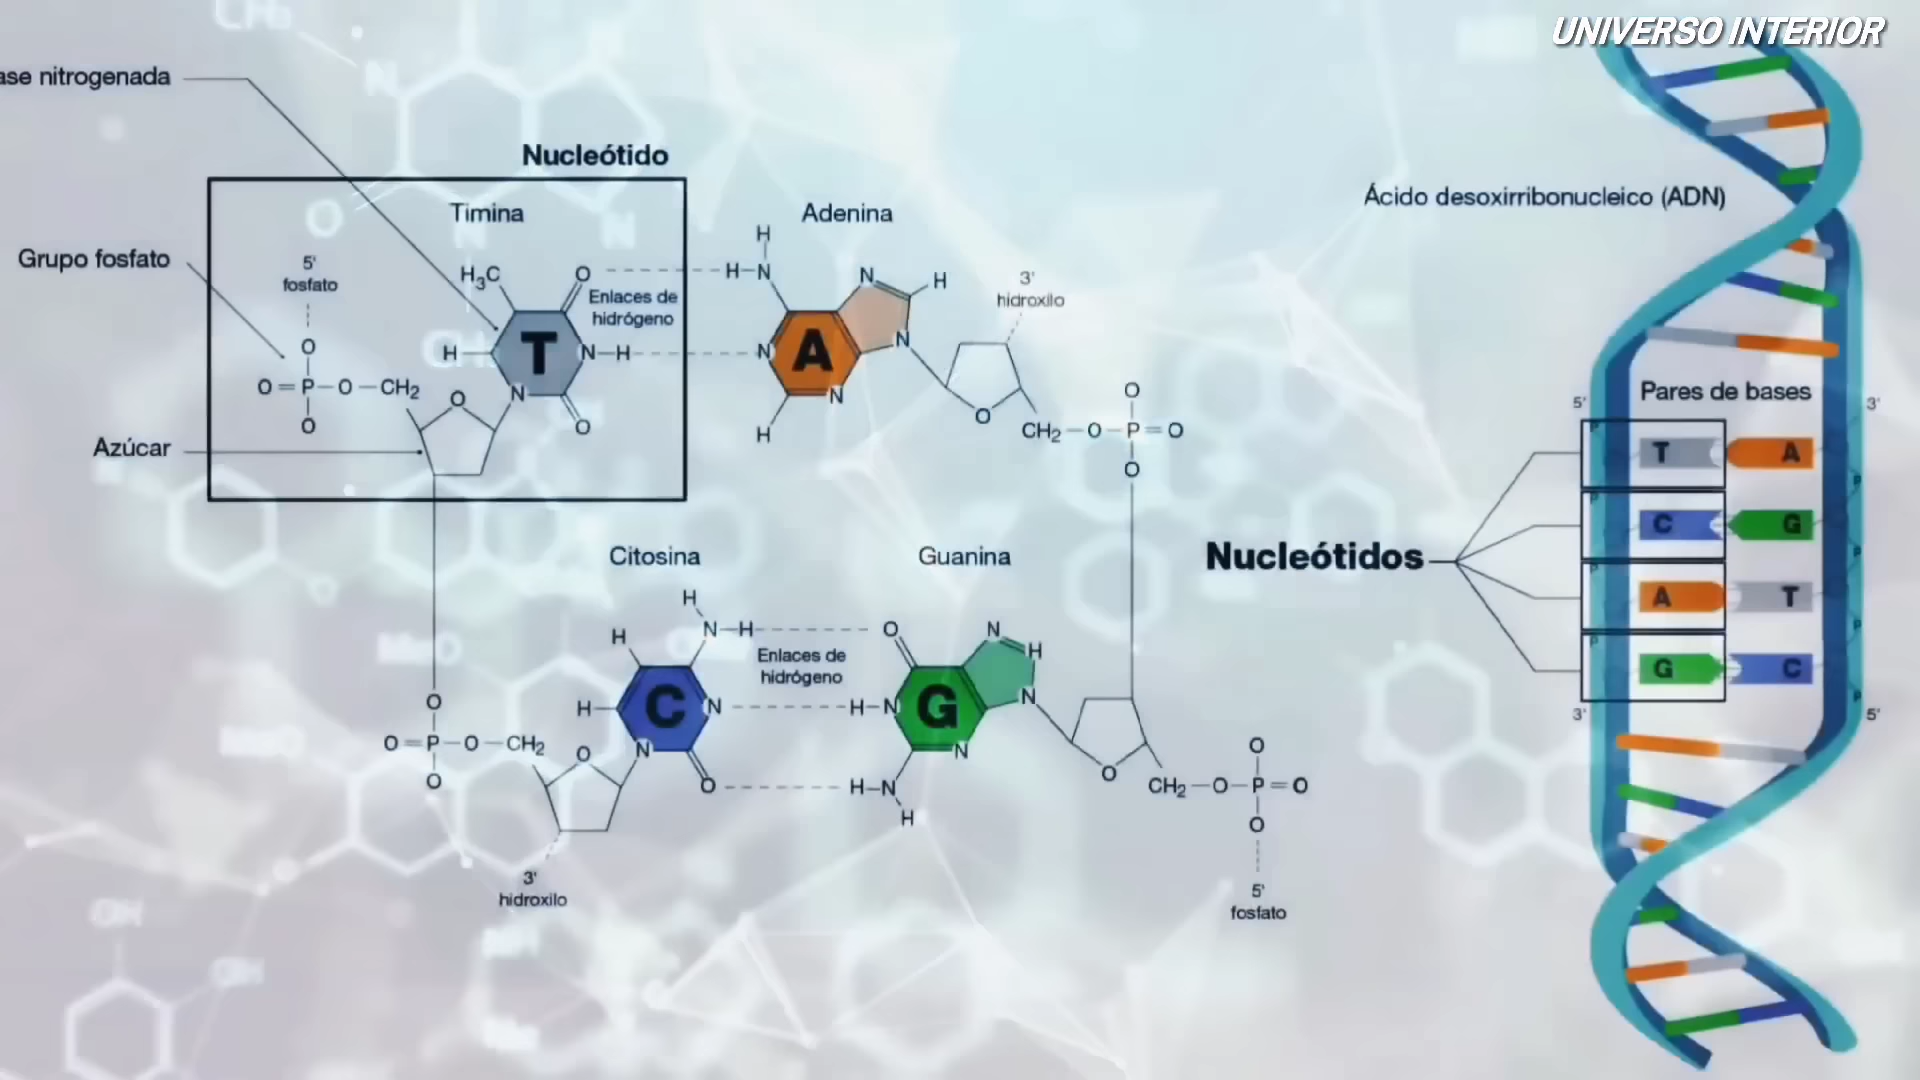 UNIVERSO INTERIOR
ase nitrogenada
Nucleótido
Timina
Adenina
Ácido desoxirribonucleico (ADN)
Grupo fosfato
5'
fosfato
H₃C
O
Enlaces de
hidrógeno
H
H-N
N
H
3'
hidroxilo
O
H
T
N-H
N
A
N
N
H
O=P-O-CH₂
O
O
N
O
O
CH₂-O-P=O
O
O
Azúcar
Pares de bases
5'
3'
T A
C G
A T
G C
3'
5'
Nucleótidos
Citosina
Guanina
H
H
N-H
O
N
H
Enlaces de
hidrógeno
H
C
N
H-N
G
N
N
O
O=P-O-CH₂
O
O
N
O
H-N
H
O
CH₂-O-P=O
O
O
3'
hidroxilo
5'
fosfato